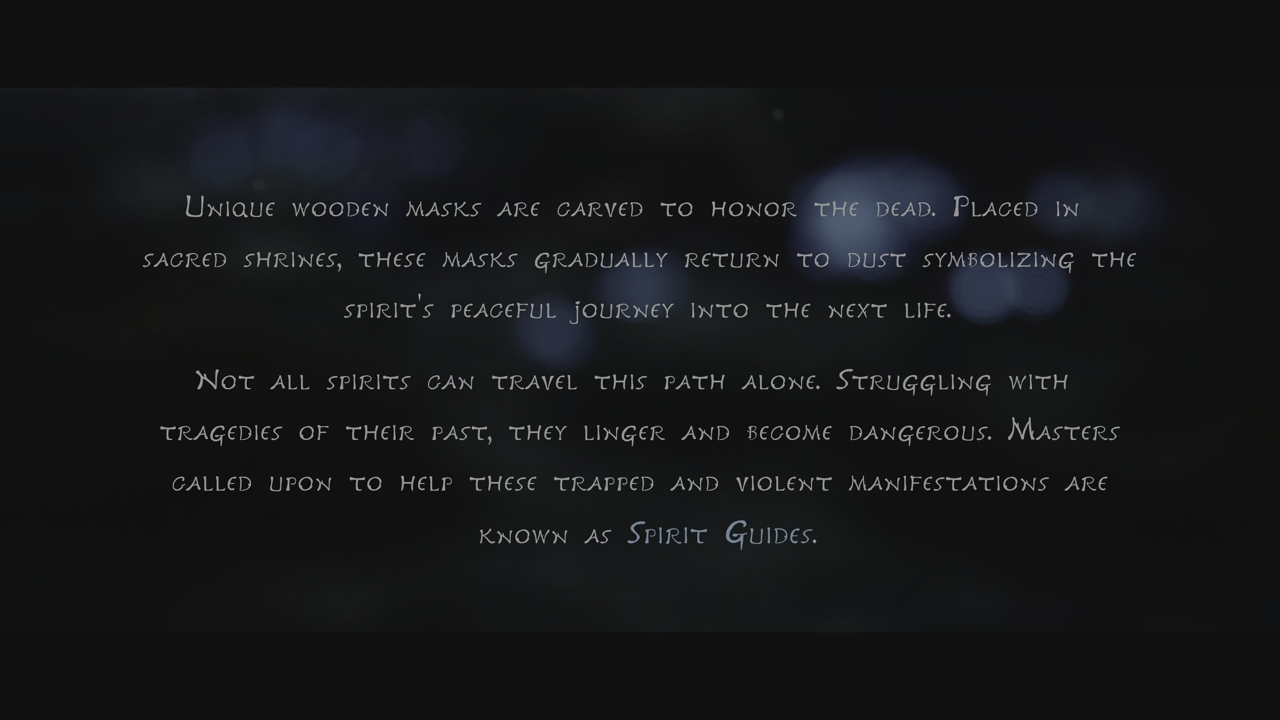 Unique wooden masks are carved to honor the dead. Placed in
sacred shrines, these masks gradually return to dust symbolizing the
spirit's peaceful journey into the next life.
Not all spirits can travel this path alone. Struggling with
tragedies of their past, they linger and become dangerous. Masters
called upon to help these trapped and violent manifestations are
known as Spirit Guides.